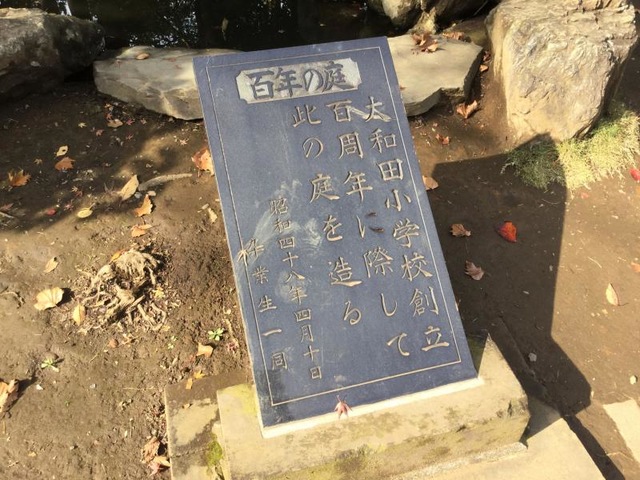 百年の庭
大和田小学校創立
百周年に際して
此の庭を造る
昭和四十八年四月十日
卒業生一同